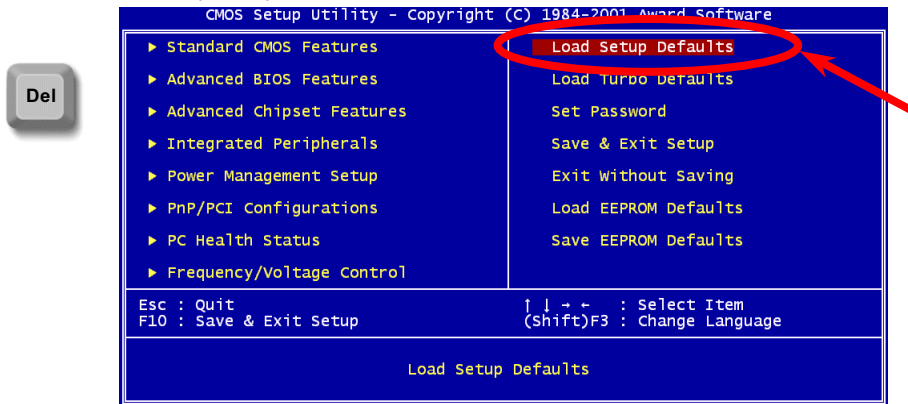 CMOS Setup Utility – Copyright (C) 1984–2001 Award Software
Del
▶ Standard CMOS Features
▶ Advanced BIOS Features
▶ Advanced Chipset Features
▶ Integrated Peripherals
▶ Power Management Setup
▶ PnP/PCI Configurations
▶ PC Health Status
▶ Frequency/Voltage Control
Load Setup Defaults
Load Turbo Defaults
Set Password
Save & Exit Setup
Exit Without Saving
Load EEPROM Defaults
Save EEPROM Defaults
Esc : Quit
F10 : Save & Exit Setup
↑ ↓ → ← : Select Item
(Shift)F3 : Change Language
Load Setup Defaults